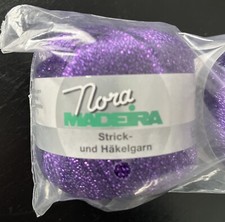 Nora
MADEIRA
Strick-
und Häkelgarn